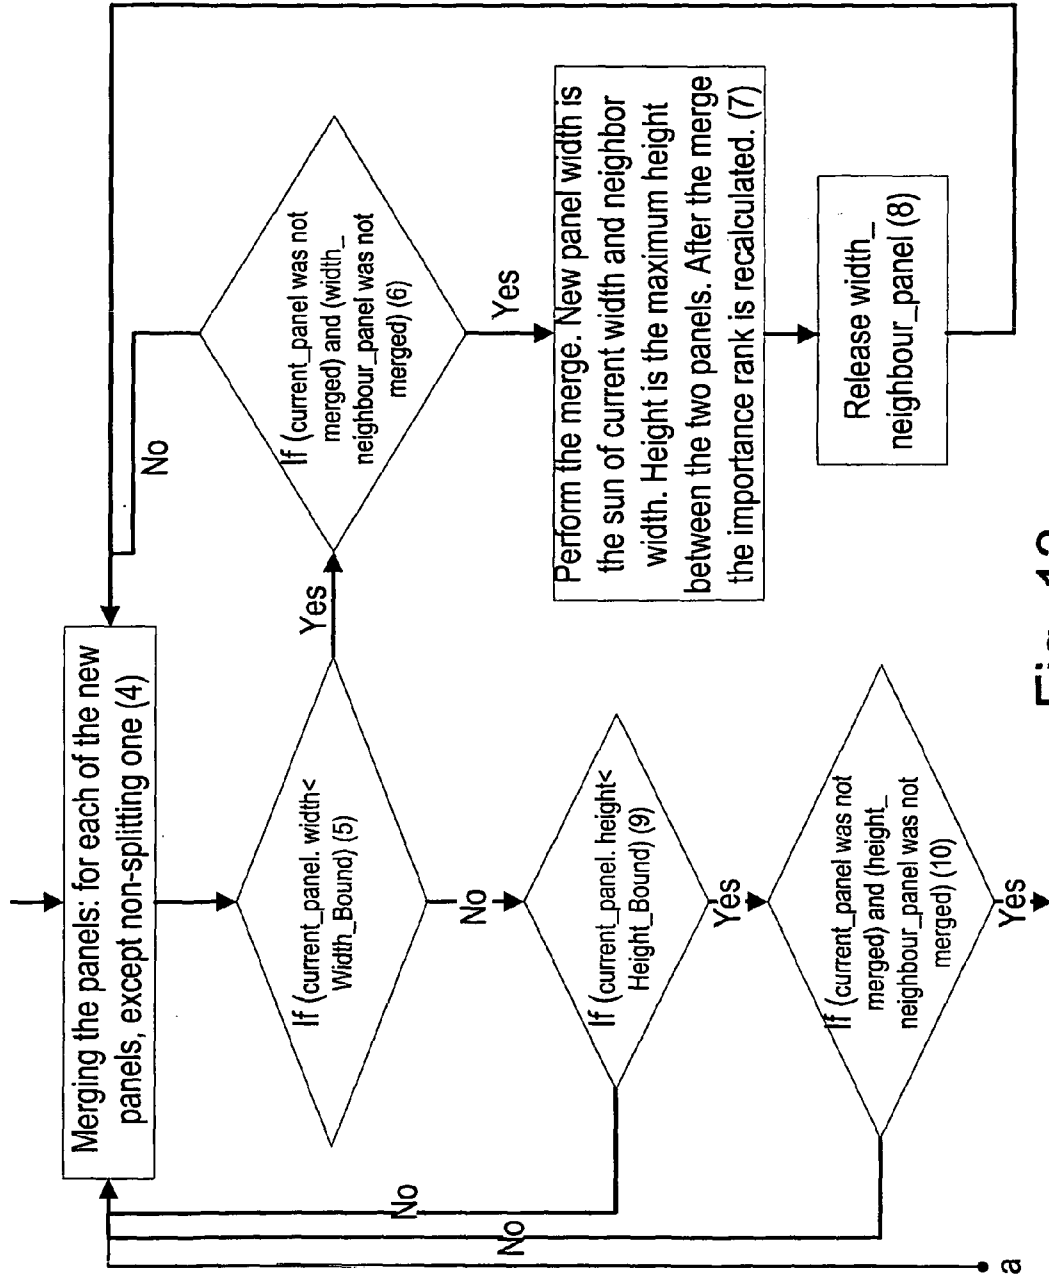 Merging the panels: for each of the new
panels, except non-splitting one (4)
If (current_panel. width<
Width_Bound) (5)
Yes
No
If (current_panel was not
merged) and (width_
neighbour_panel was not
merged) (6)
No
Yes
Perform the merge. New panel width is
the sun of current width and neighbor
width. Height is the maximum height
between the two panels. After the merge
the importance rank is recalculated. (7)
Release width_
neighbour_panel (8)
If (current_panel. height<
Height_Bound) (9)
No
Yes
If (current_panel was not
merged) and (height_
neighbour_panel was not
merged) (10)
No
Yes
a